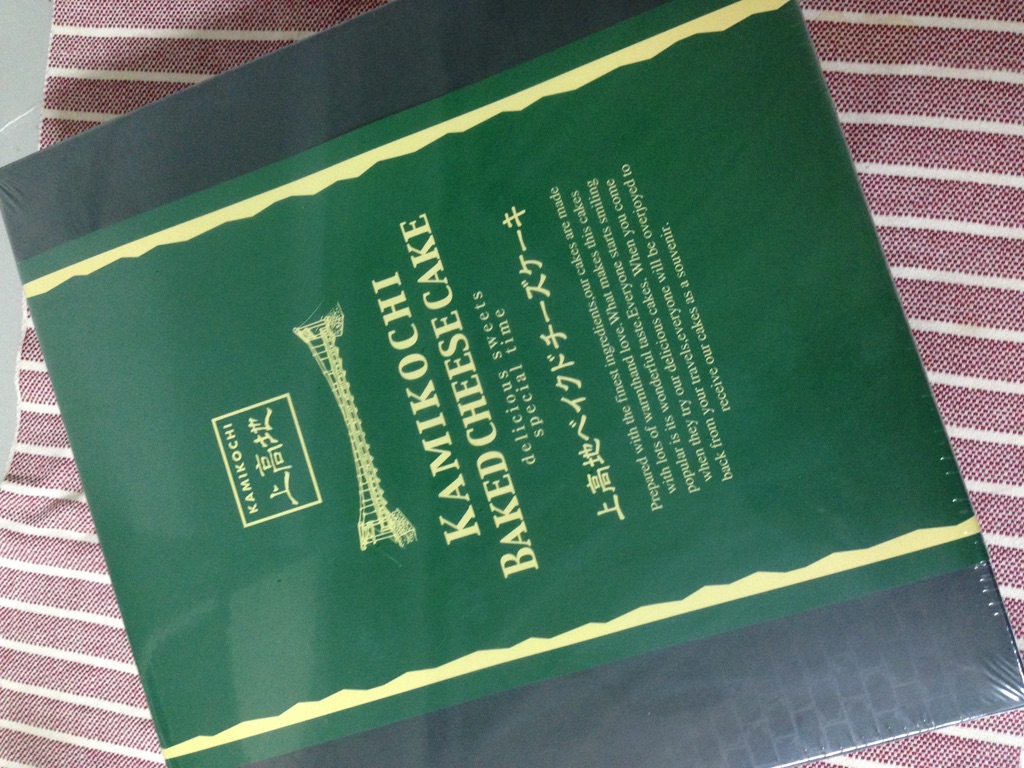 KAMIKOCHI
上高地
KAMIKOCHI
BAKED CHEESE CAKE
delicious sweets
special time
上高地ベイクドチーズケーキ
Prepared with the finest ingredients,our cakes are made
with lots of warmthand love. What makes this cakes
popular is its wonderful taste. Everyone starts smiling
when they try our delicious cakes. When you come
back from your travels,everyone will be overjoyed to
receive our cakes as a souvenir.